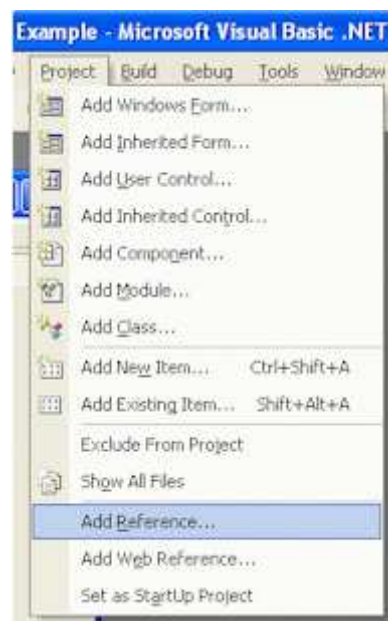 Example - Microsoft Visual Basic .NET
Project Build Debug Tools Window
Add Windows Form...
Add Inherited Form...
Add User Control...
Add Inherited Control...
Add Component...
Add Module...
Add Class...
Add New Item... Ctrl+Shift+A
Add Existing Item... Shift+Alt+A
Exclude From Project
Show All Files
Add Reference...
Add Web Reference...
Set as StartUp Project